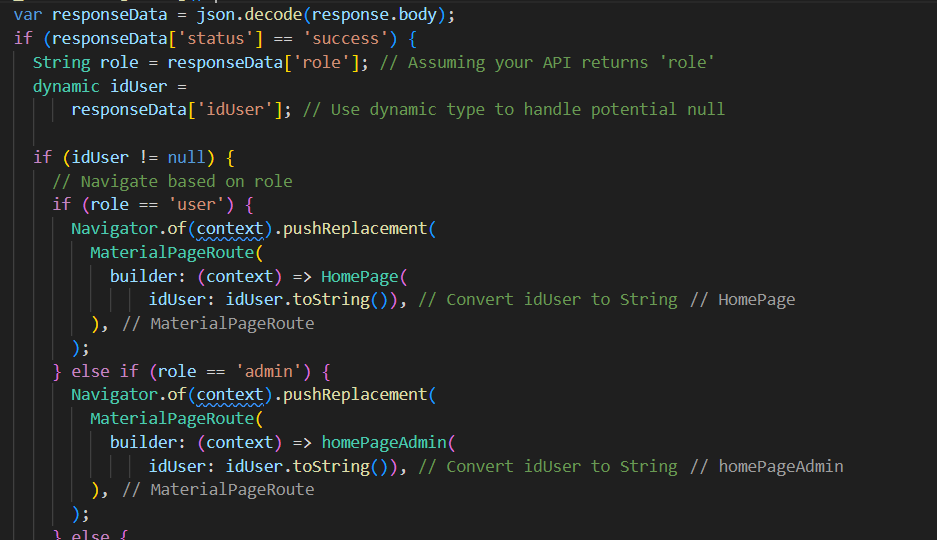 var responseData = json.decode(response.body);
if (responseData['status'] == 'success') {
String role = responseData['role']; // Assuming your API returns 'role'
dynamic idUser =
responseData['idUser']; // Use dynamic type to handle potential null
if (idUser != null) {
// Navigate based on role
if (role == 'user') {
Navigator.of(context).pushReplacement(
MaterialPageRoute(
builder: (context) => HomePage(
idUser: idUser.toString()), // Convert idUser to String // HomePage
), // MaterialPageRoute
);
} else if (role == 'admin') {
Navigator.of(context).pushReplacement(
MaterialPageRoute(
builder: (context) => homePageAdmin(
idUser: idUser.toString()), // Convert idUser to String // homePageAdmin
), // MaterialPageRoute
);
} else {